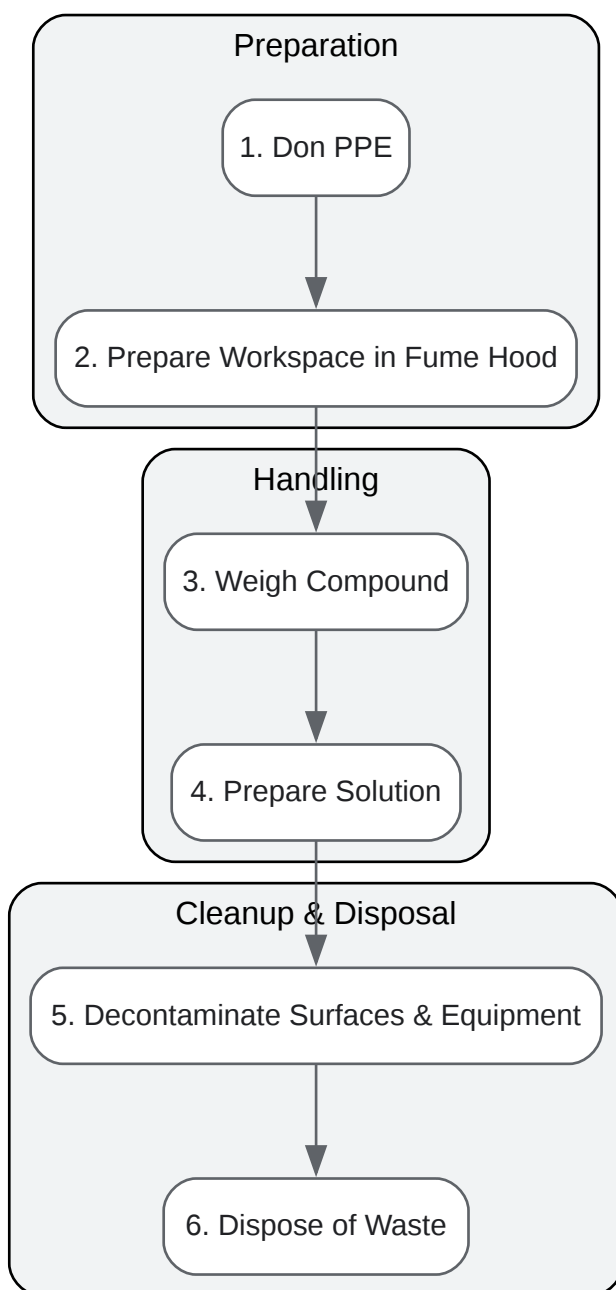 Preparation
1. Don PPE
2. Prepare Workspace in Fume Hood
Handling
3. Weigh Compound
4. Prepare Solution
Cleanup & Disposal
5. Decontaminate Surfaces & Equipment
6. Dispose of Waste